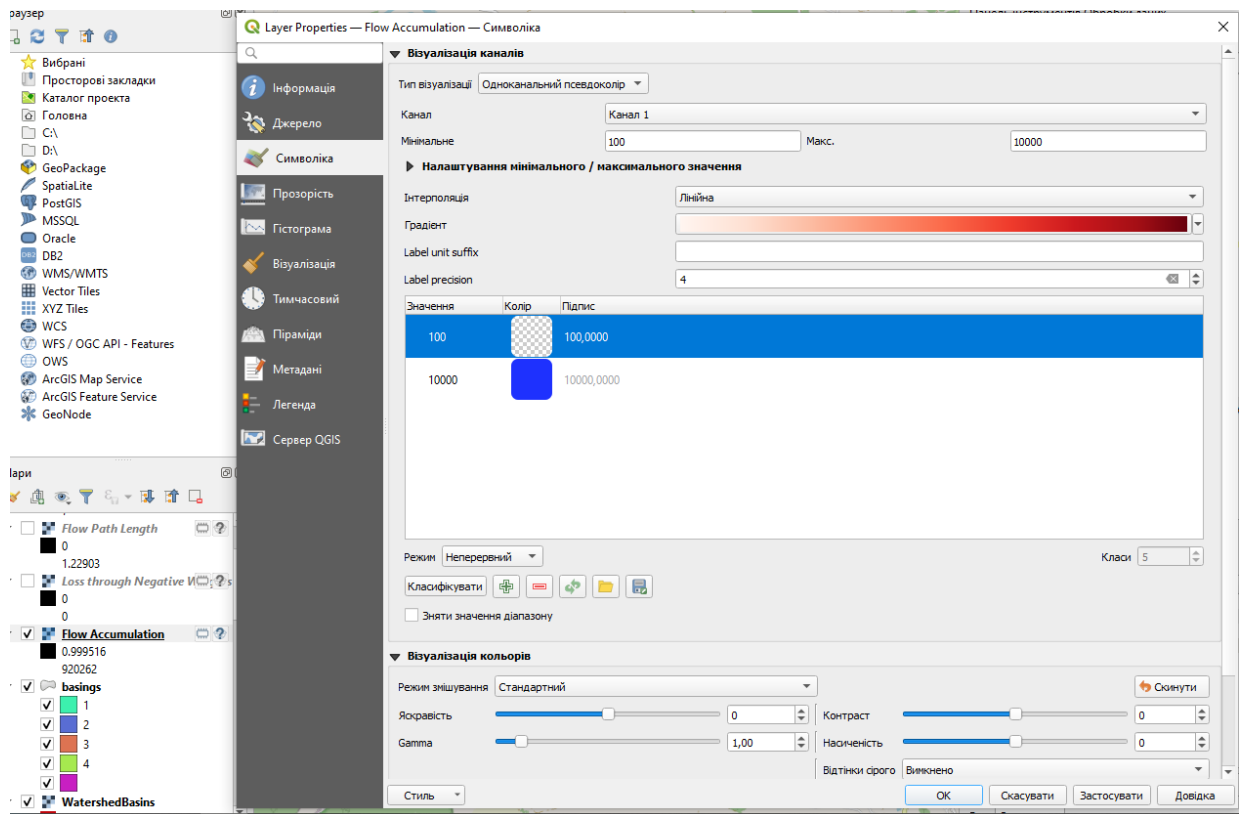 Layer Properties — Flow Accumulation — Символіка
Вибрані
Просторові закладки
Каталог проекта
Головна
C:\
D:\
GeoPackage
SpatiaLite
PostGIS
MSSQL
Oracle
DB2
WMS/WMTS
Vector Tiles
XYZ Tiles
WCS
WFS / OGC API - Features
OWS
ArcGIS Map Service
ArcGIS Feature Service
GeoNode
Flow Path Length
0
1.22903
Loss through Negative
0
0
Flow Accumulation
0.999516
920262
basings
1
2
3
4
WatershedBasins
Інформація
Джерело
Символіка
Прозорість
Гістограма
Візуалізація
Тимчасовий
Піраміди
Метадані
Легенда
Сервер QGIS
Візуалізація каналів
Тип візуалізації Одноканальний псевдоколір
Канал Канал 1
Мінімальне 100 Макс. 10000
Налаштування мінімального / максимального значення
Інтерполяція Лінійна
Градієнт
Label unit suffix
Label precision 4
Значення Колір Підпис
100 100,0000
10000 10000,0000
Режим Неперервний Класи 5
Класифікувати
Зняти значення діапазону
Візуалізація кольорів
Режим змішування Стандартний Скинути
Яскравість 0 Контраст 0
Gamma 1,00 Насиченість 0
Відтінки сірого Вимкнено
Стиль OK Скасувати Застосувати Довідка